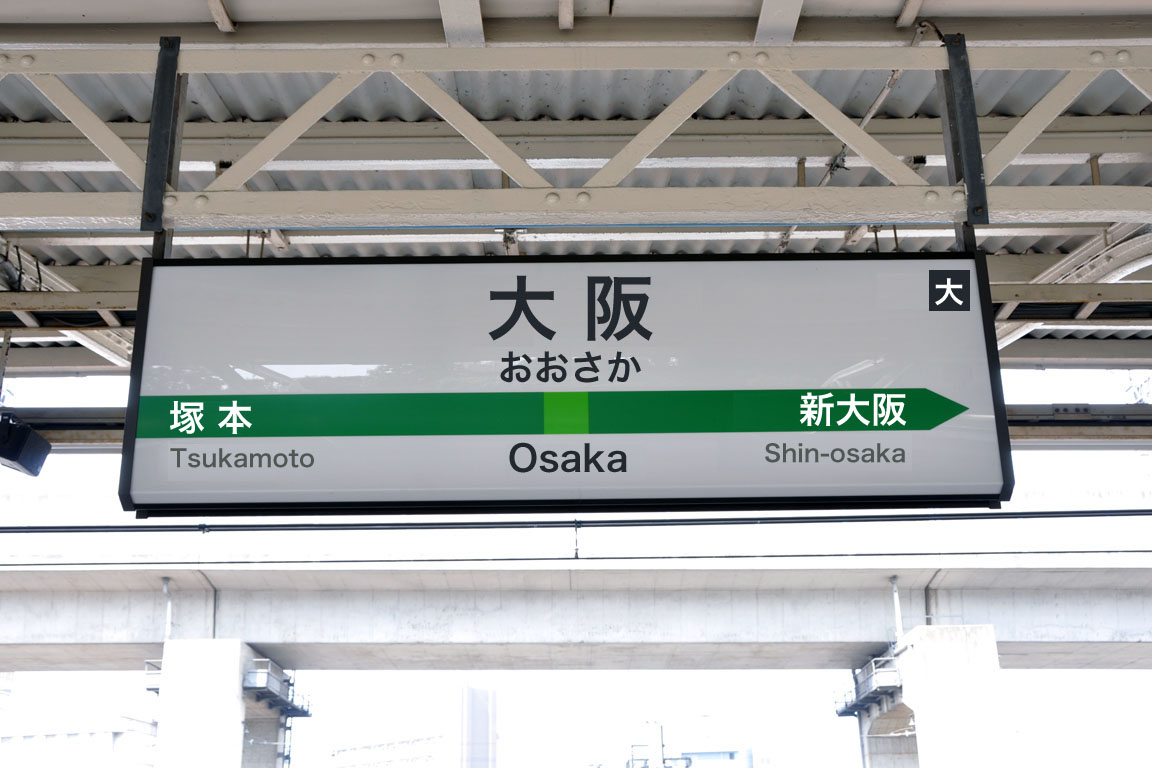 大
大阪
おおさか
塚本
新大阪
Tsukamoto
Osaka
Shin-osaka